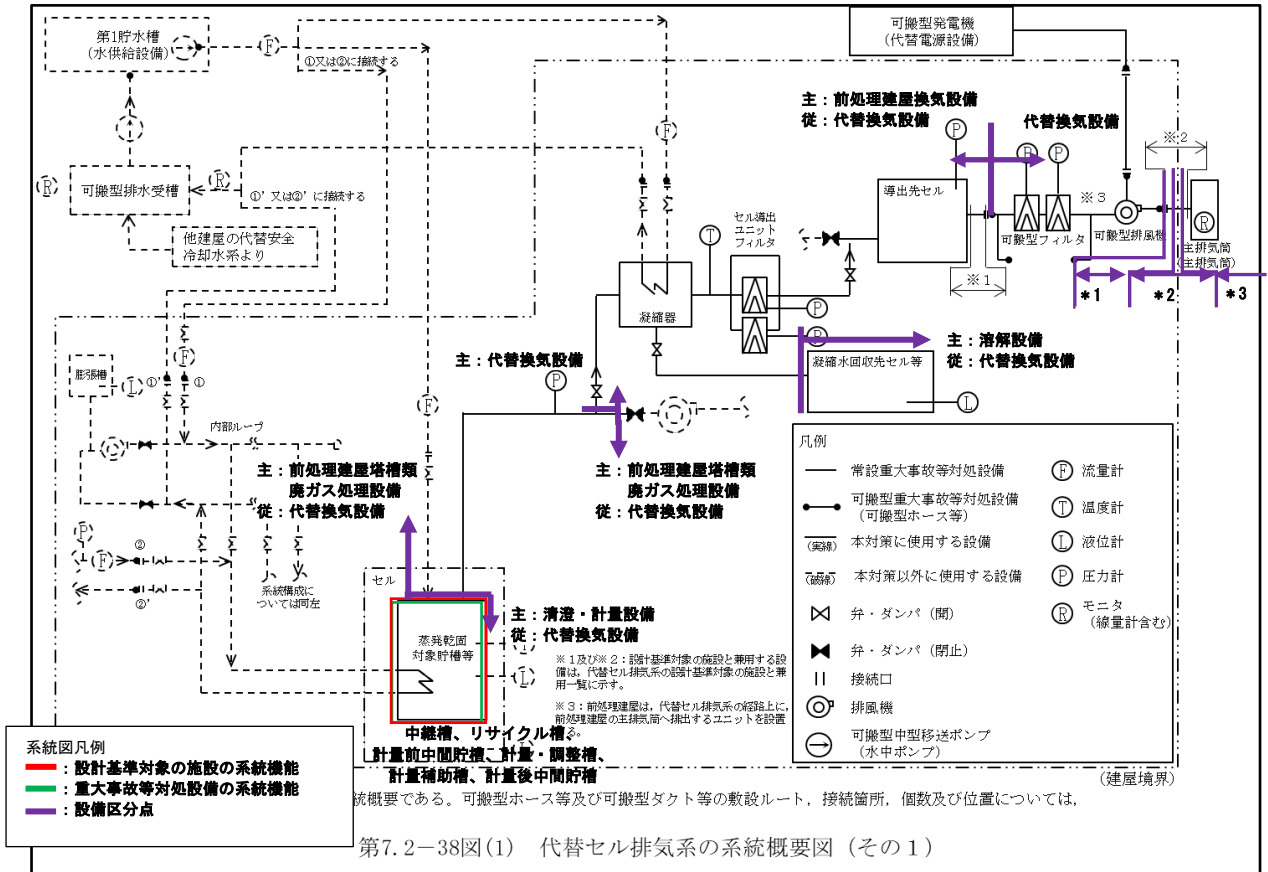 第1貯水槽
(水供給設備)
F
①又は②に接続する
可搬型発電機
(代替電源設備)
主：前処理建屋換気設備
従：代替換気設備
代替換気設備
P
P
※2
F
R
可搬型排水受槽
R
①’又は②’に接続する
他建屋の代替安全
冷却水系より
導出先セル
※3
可搬型フィルタ
可搬型排風機
R
主排気筒
(主排気筒)
セル導出
ユニット
フィルタ
T
凝縮器
※1
＊1
＊2
＊3
P
主：溶解設備
従：代替換気設備
凝縮水回収先セル等
L
主：代替換気設備
P
F
膨張槽
L
①’
F
①
内部ループ
主：前処理建屋塔槽類
廃ガス処理設備
従：代替換気設備
主：前処理建屋塔槽類
廃ガス処理設備
従：代替換気設備
P
F
②
②’
系統構成に
ついては同左
セル
蒸発乾固
対象貯槽等
主：清澄・計量設備
従：代替換気設備
L
※1及び※2：設計基準対象の施設と兼用する設
備は，代替セル排気系の設計基準対象の施設と兼
用一覧に示す。
※3：前処理建屋は，代替セル排気系の経路上に，
前処理建屋の主排気筒へ排出するユニットを設置
る。
中継槽、リサイクル槽、
計量前中間貯槽、計量・調整槽、
計量補助槽、計量後中間貯槽
凡例
常設重大事故等対処設備
可搬型重大事故等対処設備
(可搬型ホース等)
(実線) 本対策に使用する設備
(破線) 本対策以外に使用する設備
弁・ダンパ（開）
弁・ダンパ（閉止）
接続口
排風機
可搬型中型移送ポンプ
(水中ポンプ)
F 流量計
T 温度計
L 液位計
P 圧力計
R モニタ
(線量計含む)
(建屋境界)
系統図凡例
：設計基準対象の施設の系統機能
：重大事故等対処設備の系統機能
：設備区分点
統概要である。可搬型ホース等及び可搬型ダクト等の敷設ルート，接続箇所，個数及び位置については，
第7.2－38図(1)　代替セル排気系の系統概要図（その１）